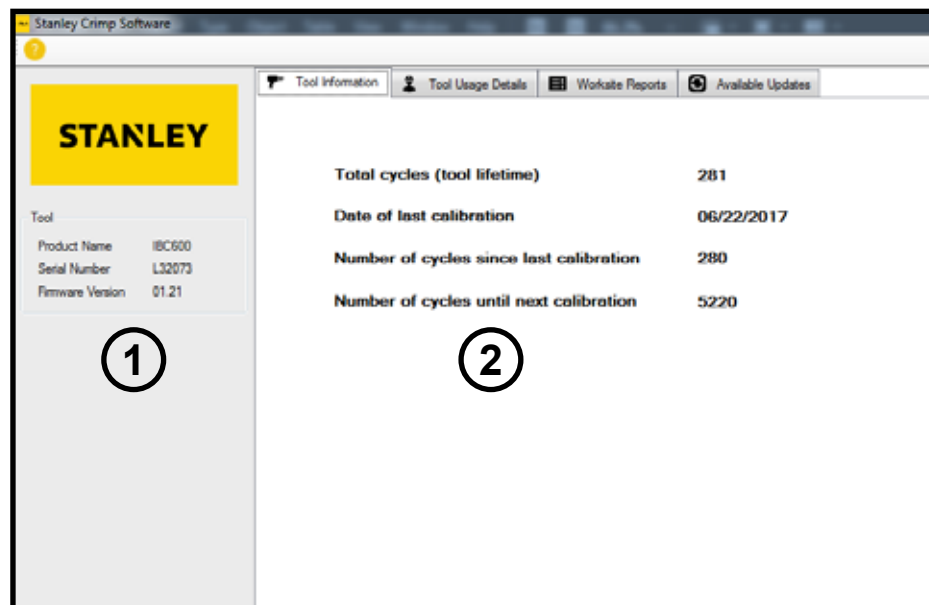 Stanley Crimp Software
?
Tool Information Tool Usage Details Worksite Reports Available Updates
STANLEY
Total cycles (tool lifetime) 281
Date of last calibration 06/22/2017
Number of cycles since last calibration 280
Number of cycles until next calibration 5220
Tool
Product Name IBC600
Serial Number L32073
Firmware Version 01.21
1
2